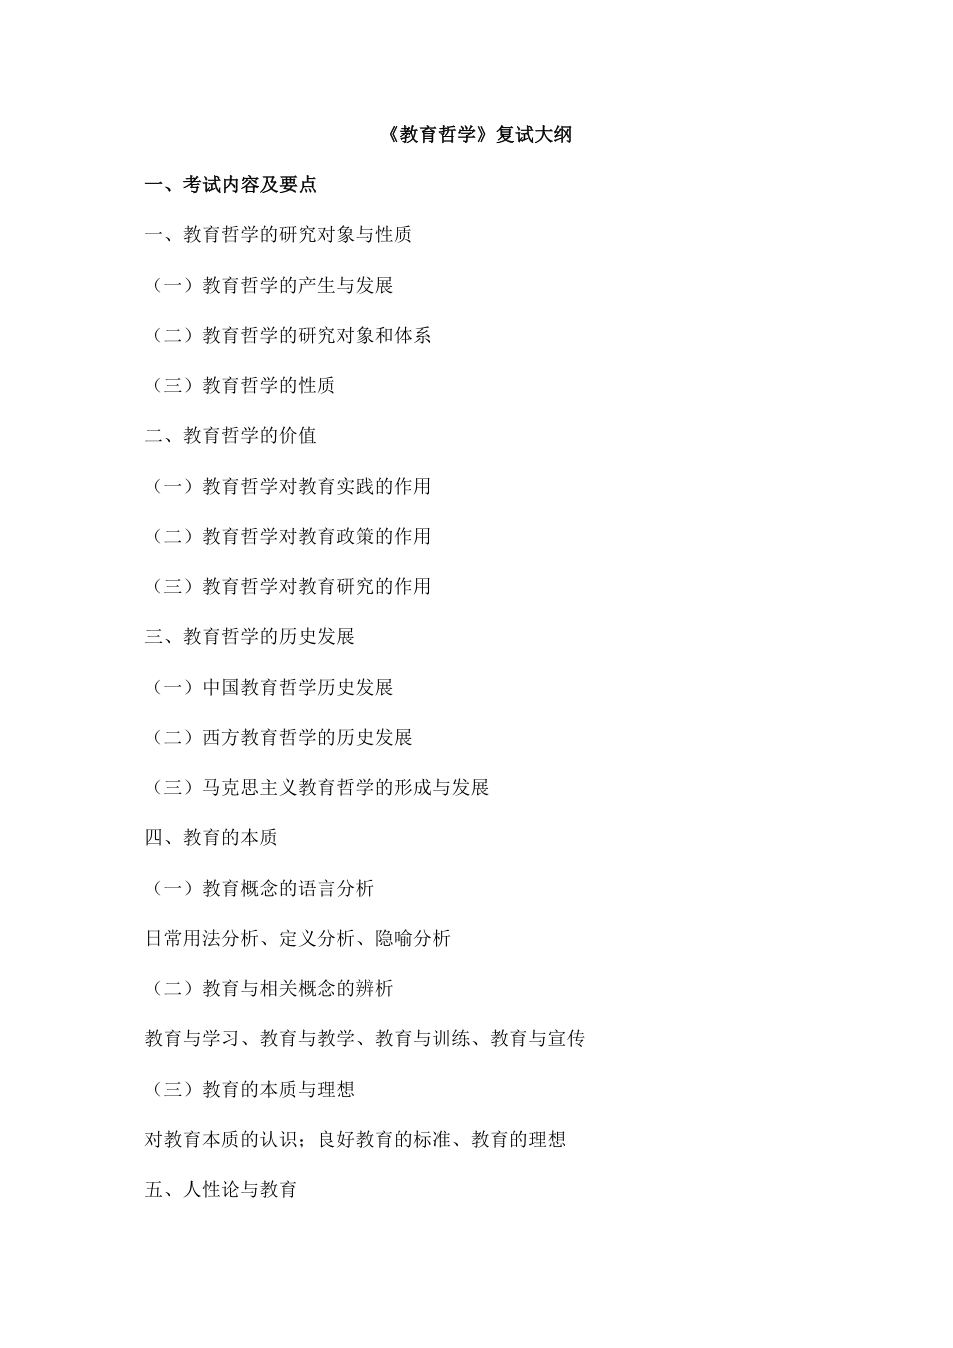 《教育哲学》复试大纲
一、考试内容及要点
一、教育哲学的研究对象与性质
（一）教育哲学的产生与发展
（二）教育哲学的研究对象和体系
（三）教育哲学的性质
二、教育哲学的价值
（一）教育哲学对教育实践的作用
（二）教育哲学对教育政策的作用
（三）教育哲学对教育研究的作用
三、教育哲学的历史发展
（一）中国教育哲学历史发展
（二）西方教育哲学的历史发展
（三）马克思主义教育哲学的形成与发展
四、教育的本质
（一）教育概念的语言分析
日常用法分析、定义分析、隐喻分析
（二）教育与相关概念的辨析
教育与学习、教育与教学、教育与训练、教育与宣传
（三）教育的本质与理想
对教育本质的认识；良好教育的标准、教育的理想
五、人性论与教育